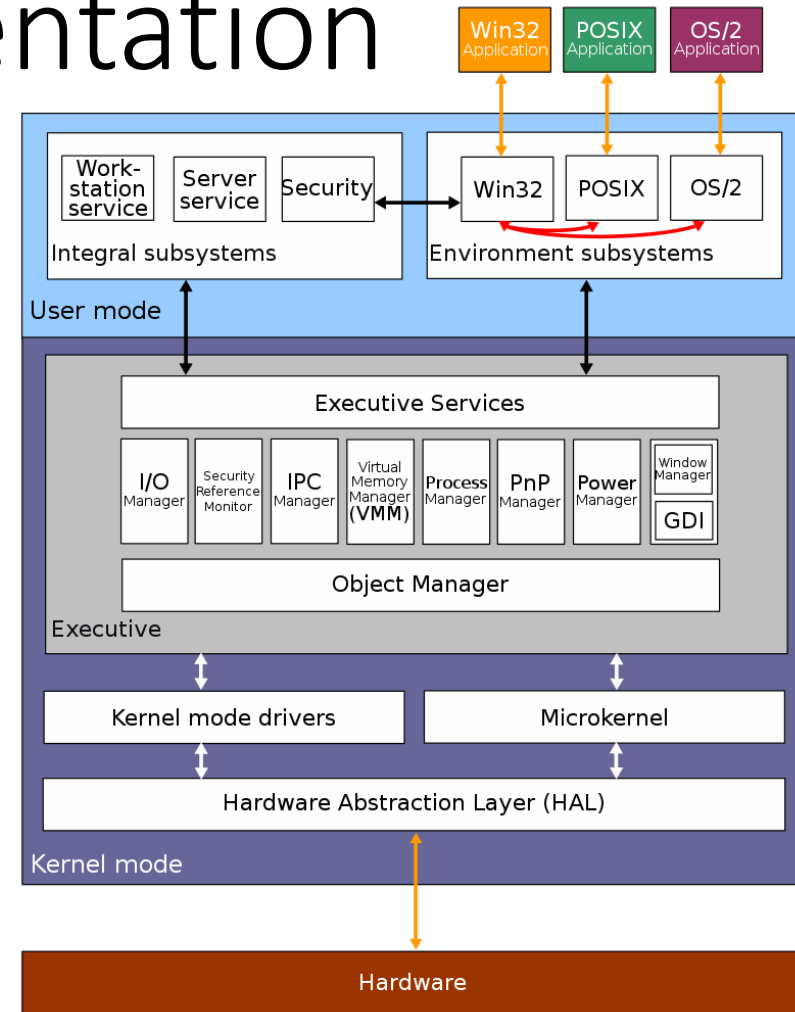 entation
Win32
Application
POSIX
Application
OS/2
Application
Work-
station
service
Server
service
Security
Integral subsystems
Win32
POSIX
OS/2
Environment subsystems
User mode
Executive Services
I/O
Manager
Security
Reference
Monitor
IPC
Manager
Virtual
Memory
Manager
(VMM)
Process
Manager
PnP
Manager
Power
Manager
Window
Manager
GDI
Object Manager
Executive
Kernel mode drivers
Microkernel
Hardware Abstraction Layer (HAL)
Kernel mode
Hardware